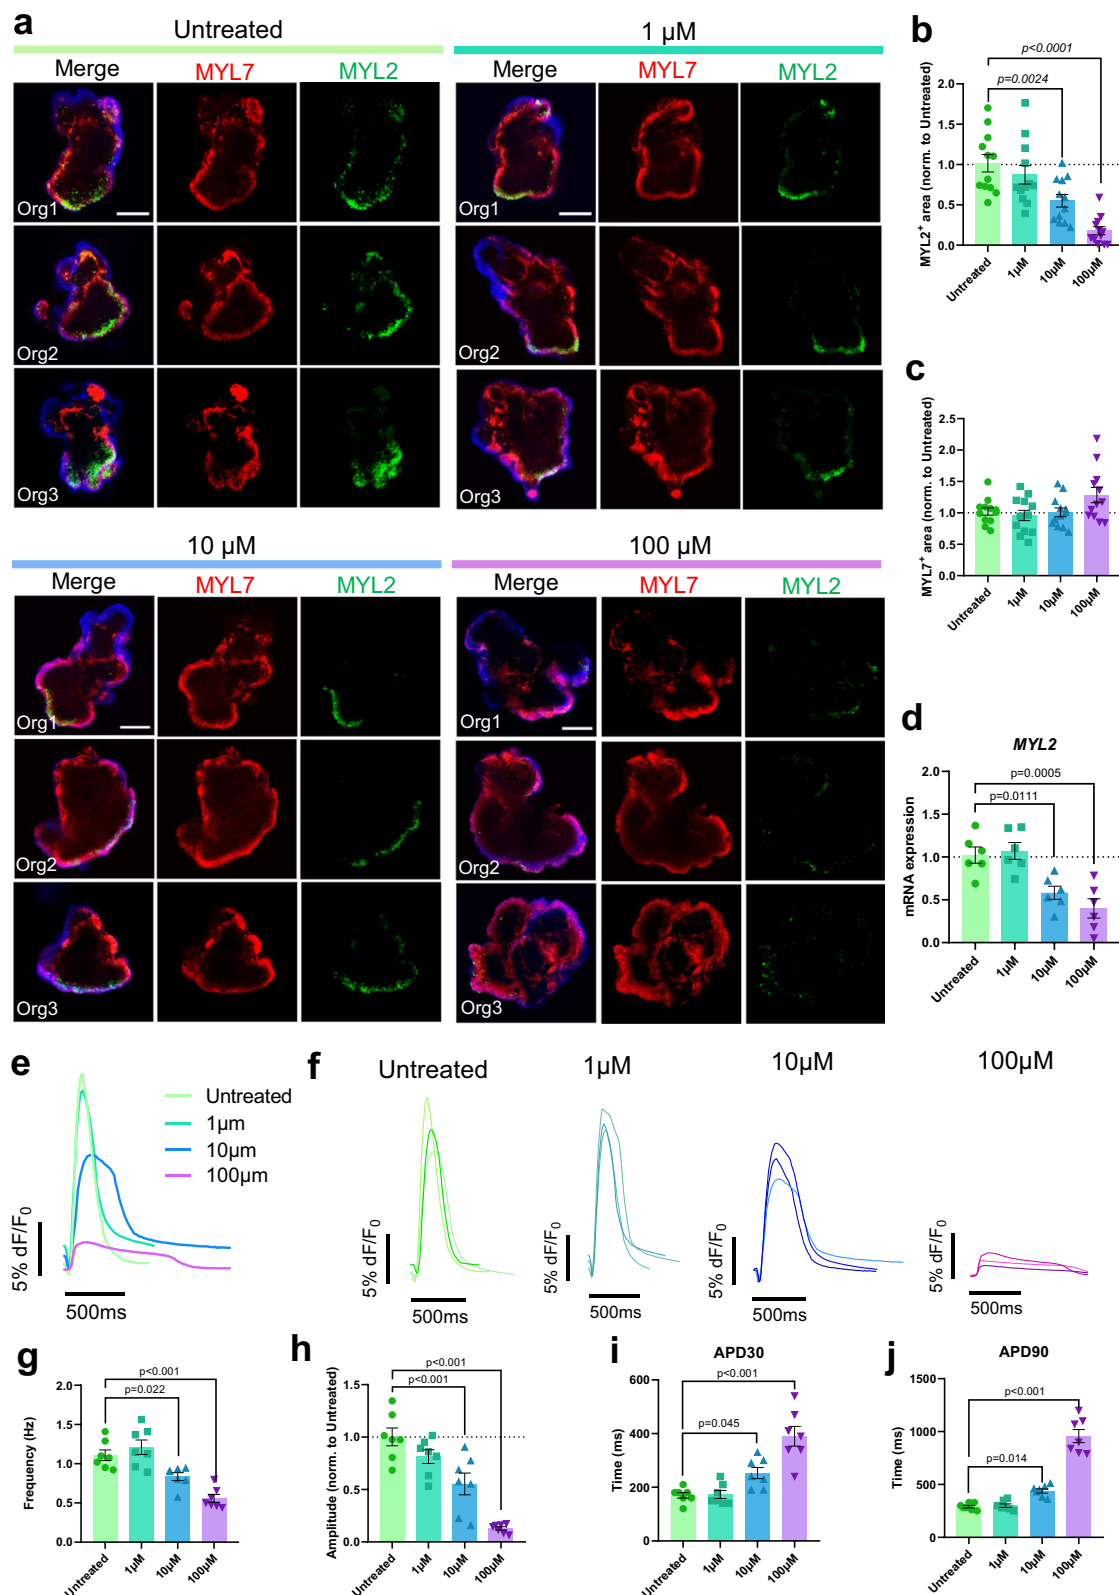 a
Untreated
1 µM
Merge MYL7 MYL2
Merge MYL7 MYL2
Org1
Org1
Org2
Org2
Org3
Org3
10 µM
100 µM
Merge MYL7 MYL2
Merge MYL7 MYL2
Org1
Org1
Org2
Org2
Org3
Org3
b
p<0.0001
p=0.0024
MYL2+ area (norm. to Untreated)
2.0
1.5
1.0
0.5
0.0
Untreated 1µM 10µM 100µM
c
MYL7+ area (norm. to Untreated)
2.5
2.0
1.5
1.0
0.5
0.0
Untreated 1µM 10µM 100µM
d
MYL2
p=0.0005
p=0.0111
mRNA expression
2.0
1.5
1.0
0.5
0.0
Untreated 1µM 10µM 100µM
e
Untreated
1µm
10µm
100µm
5% dF/F0
500ms
f
Untreated 1µM 10µM 100µM
5% dF/F0 5% dF/F0 5% dF/F0 5% dF/F0
500ms 500ms 500ms 500ms
g
p<0.001
p=0.022
Frequency (Hz)
2.0
1.5
1.0
0.5
0.0
Untreated 1µM 10µM 100µM
h
p<0.001
p<0.001
Amplitude (norm. to Untreated)
1.5
1.0
0.5
0.0
Untreated 1µM 10µM 100µM
i
APD30
p<0.001
p=0.045
Time (ms)
600
400
200
0
Untreated 1µM 10µM 100µM
j
APD90
p<0.001
p=0.014
Time (ms)
1500
1000
500
0
Untreated 1µM 10µM 100µM